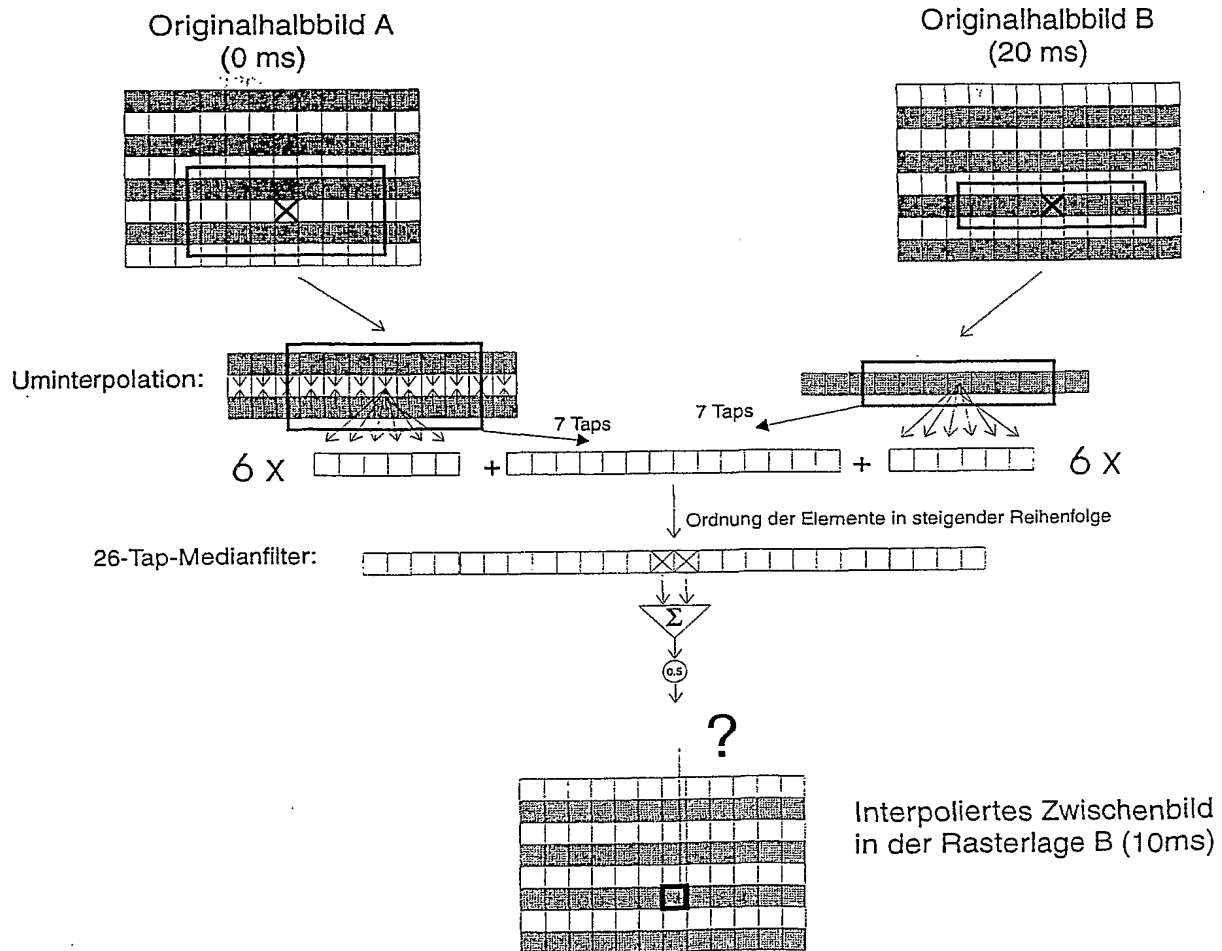 Originalhalbbild A
(0 ms)
Originalhalbbild B
(20 ms)
Uminterpolation:
7 Taps
7 Taps
6 x
+
+
6 x
Ordnung der Elemente in steigender Reihenfolge
26-Tap-Medianfilter:
Σ
0.5
?
Interpoliertes Zwischenbild
in der Rasterlage B (10ms)